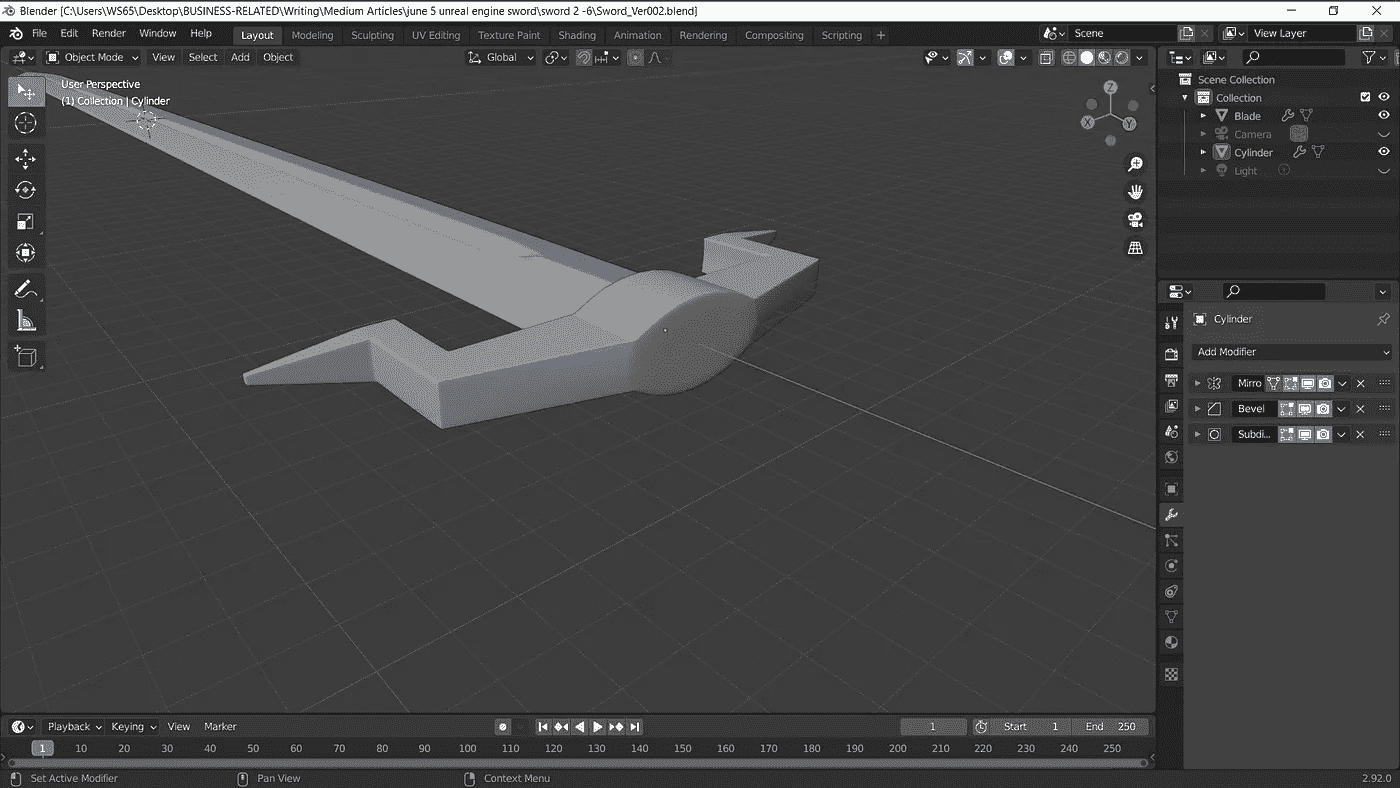 Blender [C:\Users\WS65\Desktop\BUSINESS-RELATED\Writing\Medium Articles\june 5 unreal engine sword\sword 2 -6\Sword_Ver002.blend]
File Edit Render Window Help Layout Modeling Sculpting UV Editing Texture Paint Shading Animation Rendering Compositing Scripting + Scene View Layer
Object Mode View Select Add Object Global
User Perspective
(1) Collection | Cylinder
Z
X
Y
Scene Collection
Collection
Blade
Camera
Cylinder
Light
Cylinder
Add Modifier
Mirro
Bevel
Subdi...
Playback Keying View Marker 1 Start 1 End 250
1 10 20 30 40 50 60 70 80 90 100 110 120 130 140 150 160 170 180 190 200 210 220 230 240 250
Set Active Modifier Pan View Context Menu 2.92.0